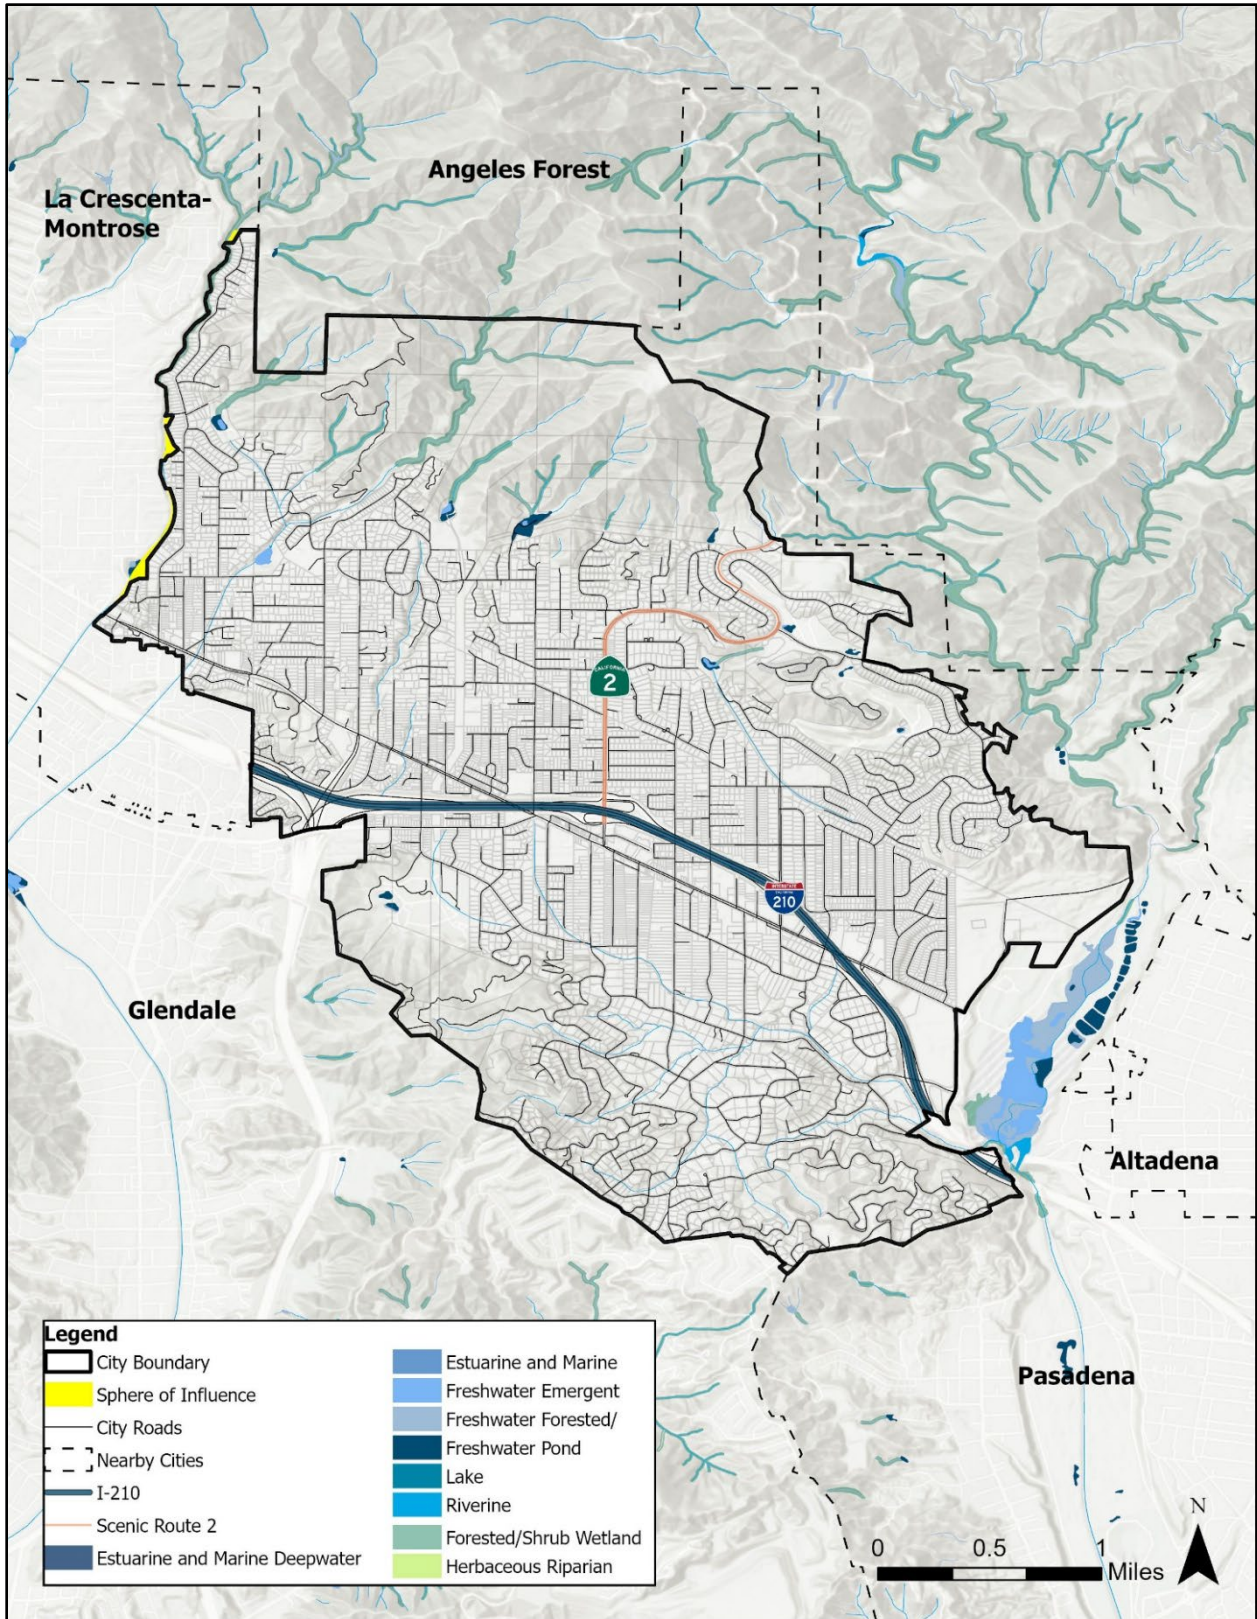 Angeles Forest
La Crescenta-
Montrose
CALIFORNIA
2
INTERSTATE
210
Glendale
Altadena
Pasadena
Legend
City Boundary
Sphere of Influence
City Roads
Nearby Cities
I-210
Scenic Route 2
Estuarine and Marine Deepwater
Estuarine and Marine
Freshwater Emergent
Freshwater Forested/
Freshwater Pond
Lake
Riverine
Forested/Shrub Wetland
Herbaceous Riparian
N
0 0.5 1
Miles